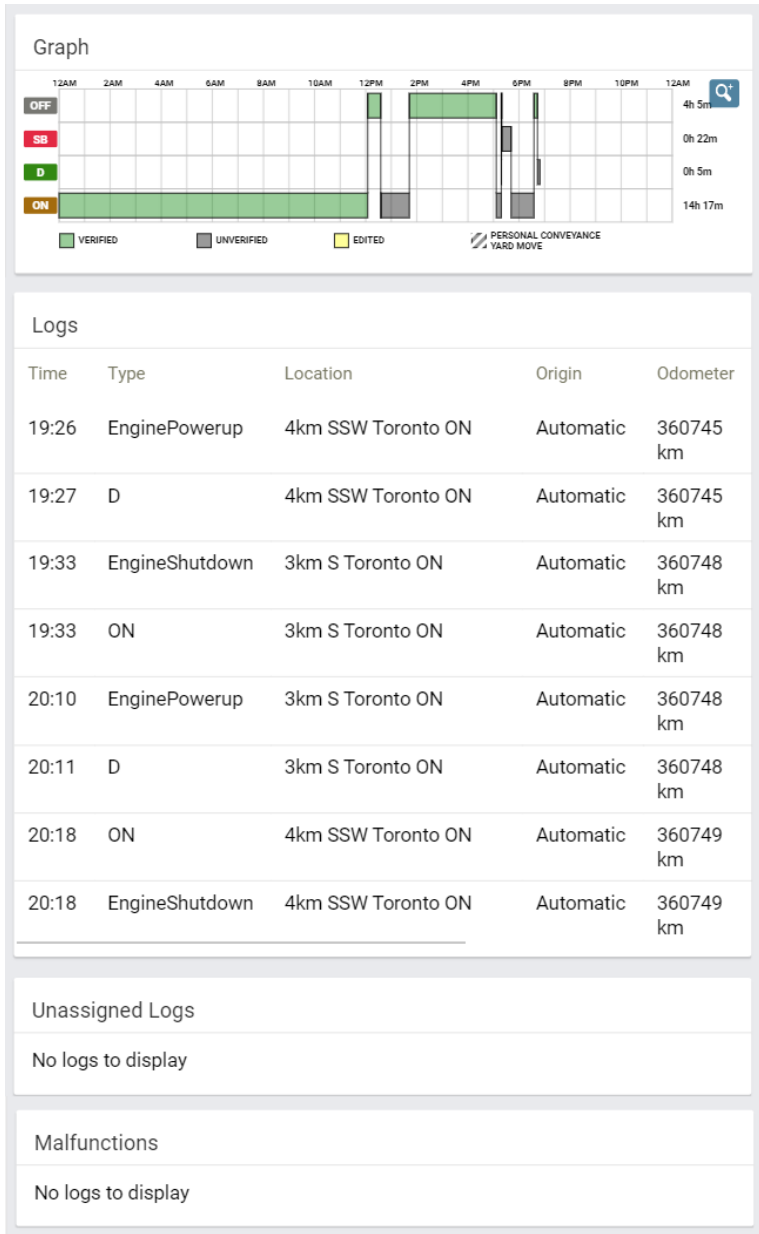 Graph
12AM 2AM 4AM 6AM 8AM 10AM 12PM 2PM 4PM 6PM 8PM 10PM 12AM
OFF 4h 5m
SB 0h 22m
D 0h 5m
ON 14h 17m
VERIFIED UNVERIFIED EDITED PERSONAL CONVEYANCE
YARD MOVE
Logs
Time Type Location Origin Odometer
19:26 EnginePowerup 4km SSW Toronto ON Automatic 360745
km
19:27 D 4km SSW Toronto ON Automatic 360745
km
19:33 EngineShutdown 3km S Toronto ON Automatic 360748
km
19:33 ON 3km S Toronto ON Automatic 360748
km
20:10 EnginePowerup 3km S Toronto ON Automatic 360748
km
20:11 D 3km S Toronto ON Automatic 360748
km
20:18 ON 4km SSW Toronto ON Automatic 360749
km
20:18 EngineShutdown 4km SSW Toronto ON Automatic 360749
km
Unassigned Logs
No logs to display
Malfunctions
No logs to display